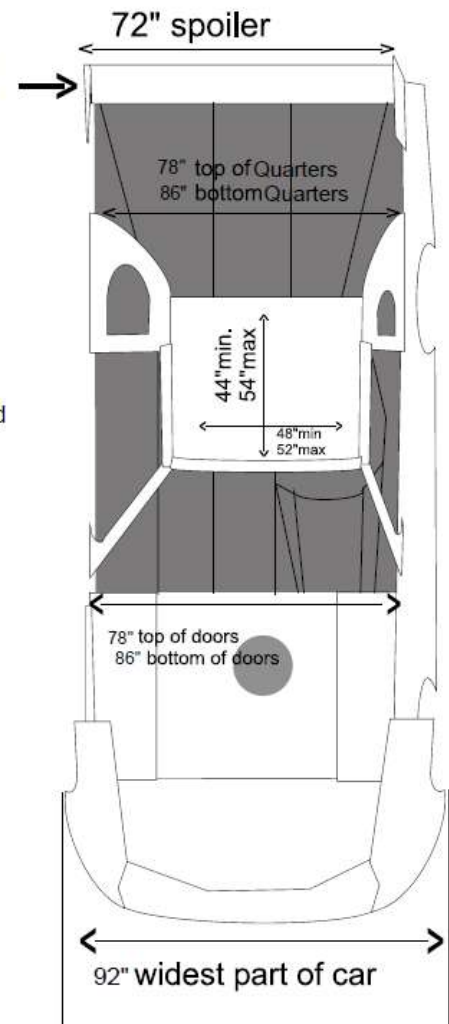 72" spoiler
78" top of Quarters
86" bottom Quarters
44"min.
54"max
48"min
52"max
d
78" top of doors
86" bottom of doors
92" widest part of car